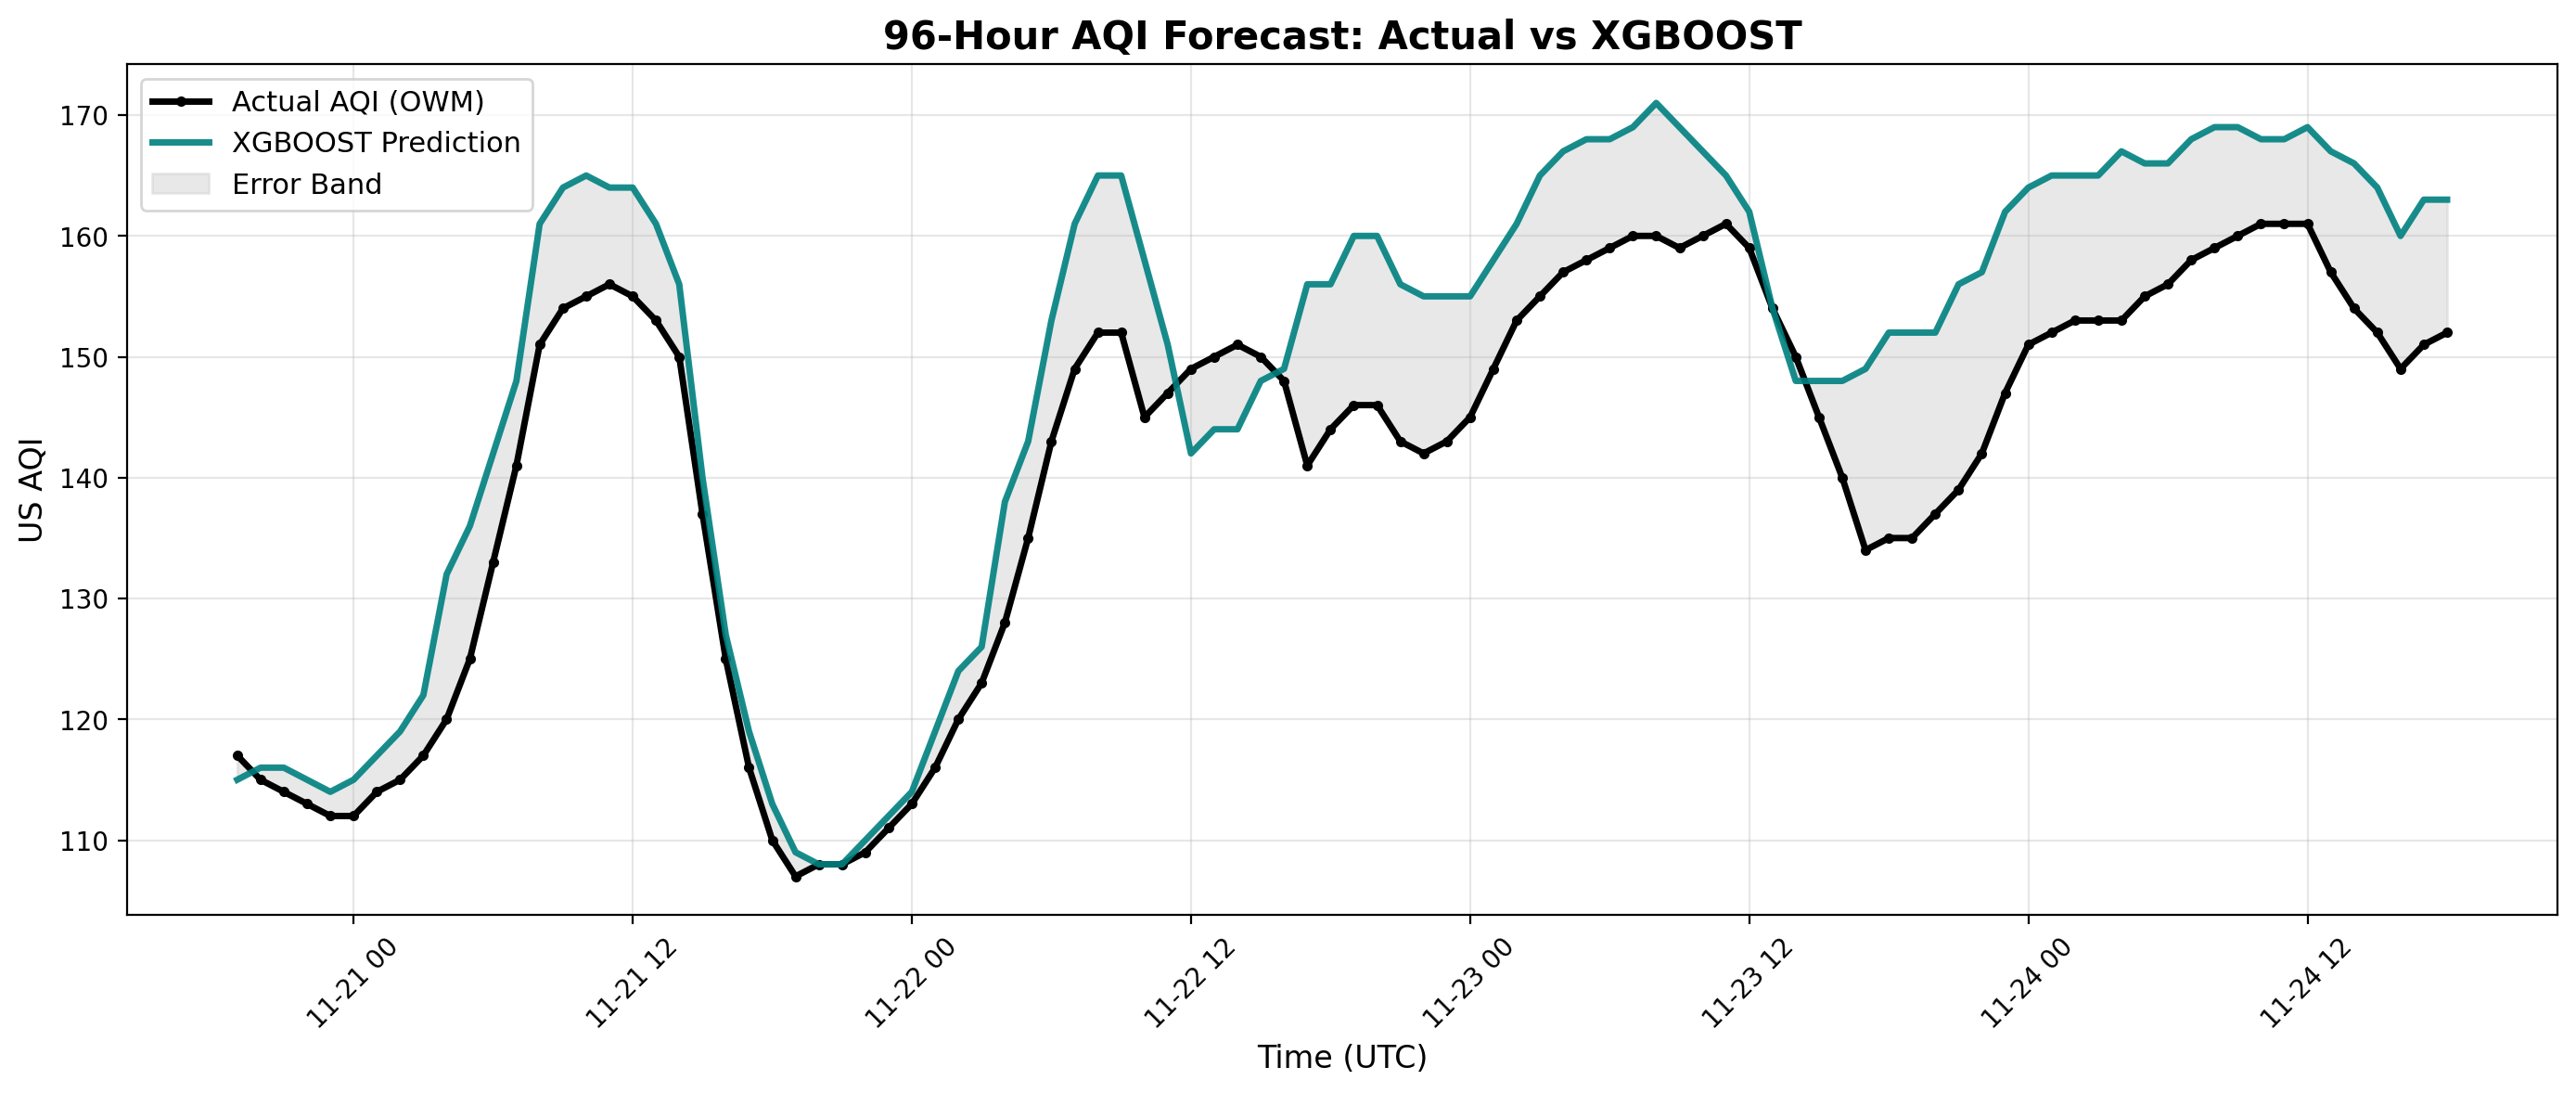 96-Hour AQI Forecast: Actual vs XGBOOST
Actual AQI (OWM)
XGBOOST Prediction
Error Band
US AQI
170
160
150
140
130
120
110
11-21 00
11-21 12
11-22 00
11-22 12
11-23 00
11-23 12
11-24 00
11-24 12
Time (UTC)